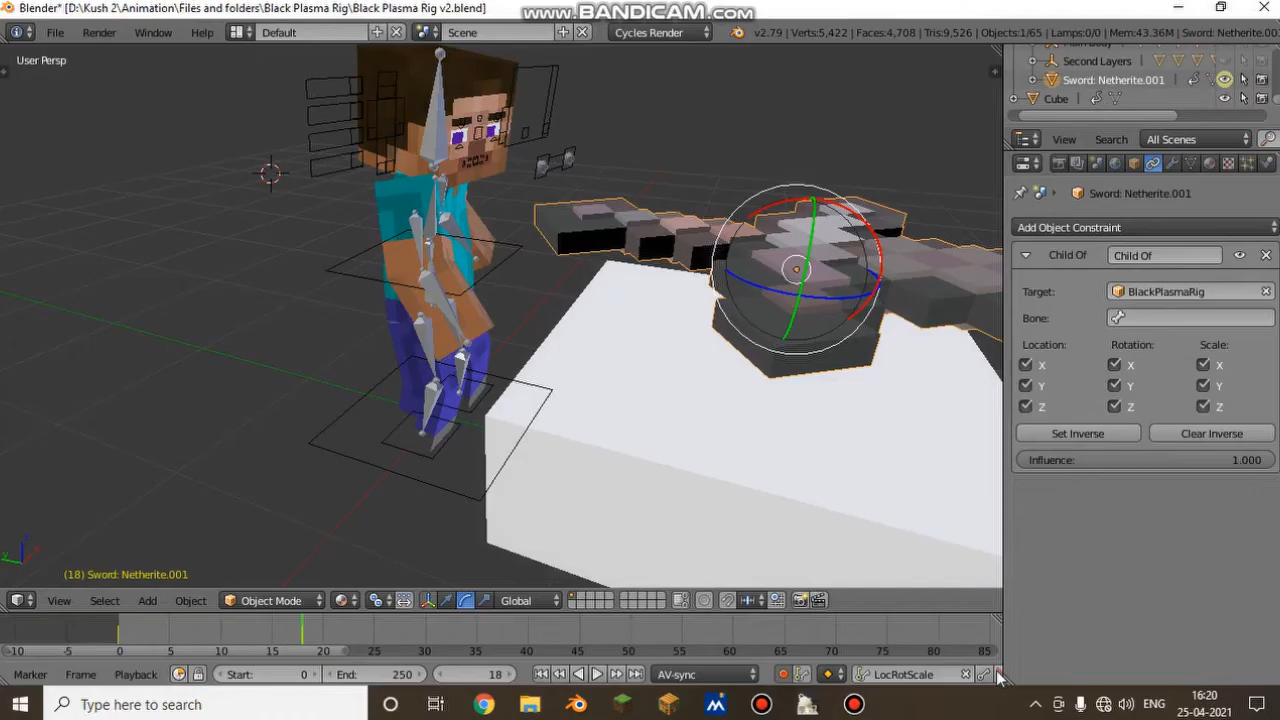 Blender* [D:\Kush 2\Animation\Files and folders\Black Plasma Rig\Black Plasma Rig v2.blend]
www.BANDICAM.com
File Render Window Help Default Scene Cycles Render v2.79 | Verts:5,422 | Faces:4,708 | Tris:9,526 | Objects:1/65 | Lamps:0/0 | Mem:43.36M | Sword: Netherite.001
User Persp
Second Layers
Sword: Netherite.001
Cube
View Search All Scenes
Sword: Netherite.001
Add Object Constraint
Child Of Child Of
Target: BlackPlasmaRig
Bone:
Location: Rotation: Scale:
X X X
Y Y Y
Z Z Z
Set Inverse Clear Inverse
Influence: 1.000
(18) Sword: Netherite.001
View Select Add Object Object Mode Global
-10 -5 0 5 10 15 20 25 30 35 40 45 50 55 60 65 70 75 80 85
Marker Frame Playback Start: 0 End: 250 18 AV-sync LocRotScale
Type here to search
ENG
16:20
25-04-2021